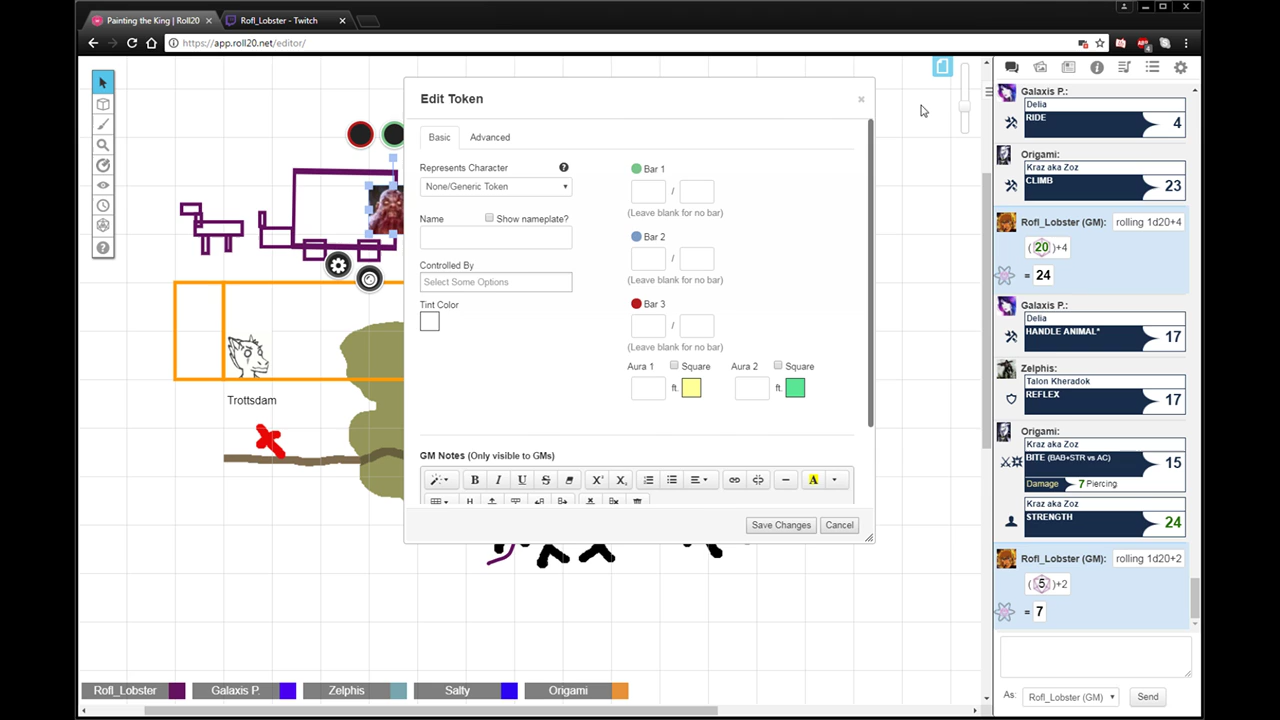 Painting the King | Roll20
Rofl_Lobster - Twitch
https://app.roll20.net/editor/
Edit Token
Basic
Advanced
Represents Character
None/Generic Token
Name
Show nameplate?
Controlled By
Select Some Options
Tint Color
Bar 1
/
(Leave blank for no bar)
Bar 2
/
(Leave blank for no bar)
Bar 3
/
(Leave blank for no bar)
Aura 1
Square
Aura 2
Square
ft.
ft.
GM Notes (Only visible to GMs)
B I U S X² X₂ A
H
Save Changes
Cancel
Trottsdam
Galaxis P.:
Delia
RIDE
4
Origami:
Kraz aka Zoz
CLIMB
23
Rofl_Lobster (GM):
rolling 1d20+4
(20)+4
= 24
Galaxis P.:
Delia
HANDLE ANIMAL*
17
Zelphis:
Talon Kheradok
REFLEX
17
Origami:
Kraz aka Zoz
BITE (BAB+STR vs AC)
15
Damage
7 Piercing
Kraz aka Zoz
STRENGTH
24
Rofl_Lobster (GM):
rolling 1d20+2
(5)+2
= 7
As:
Rofl_Lobster (GM)
Send
Rofl_Lobster
Galaxis P.
Zelphis
Salty
Origami